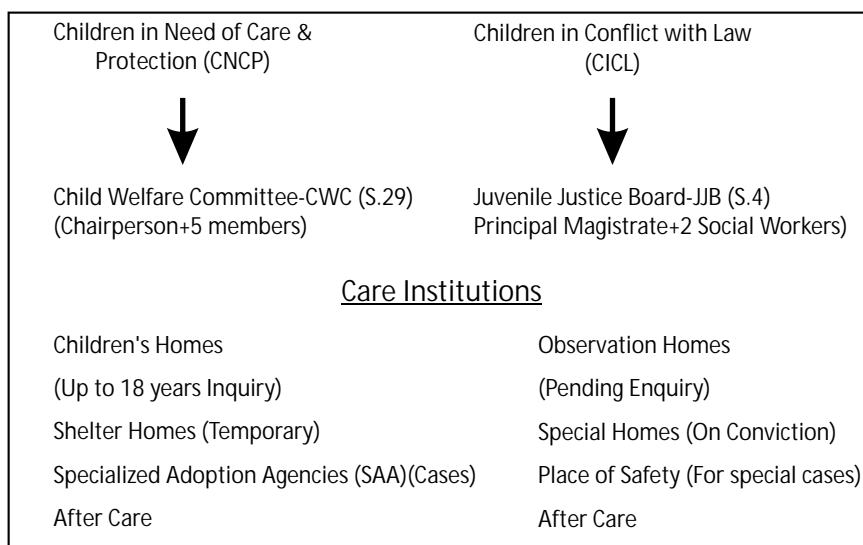 Children in Need of Care &
Protection (CNCP)
Children in Conflict with Law
(CICL)
Child Welfare Committee-CWC (S.29)
(Chairperson+5 members)
Juvenile Justice Board-JJB (S.4)
Principal Magistrate+2 Social Workers)
Care Institutions
Children's Homes
(Up to 18 years Inquiry)
Shelter Homes (Temporary)
Specialized Adoption Agencies (SAA)(Cases)
After Care
Observation Homes
(Pending Enquiry)
Special Homes (On Conviction)
Place of Safety (For special cases)
After Care